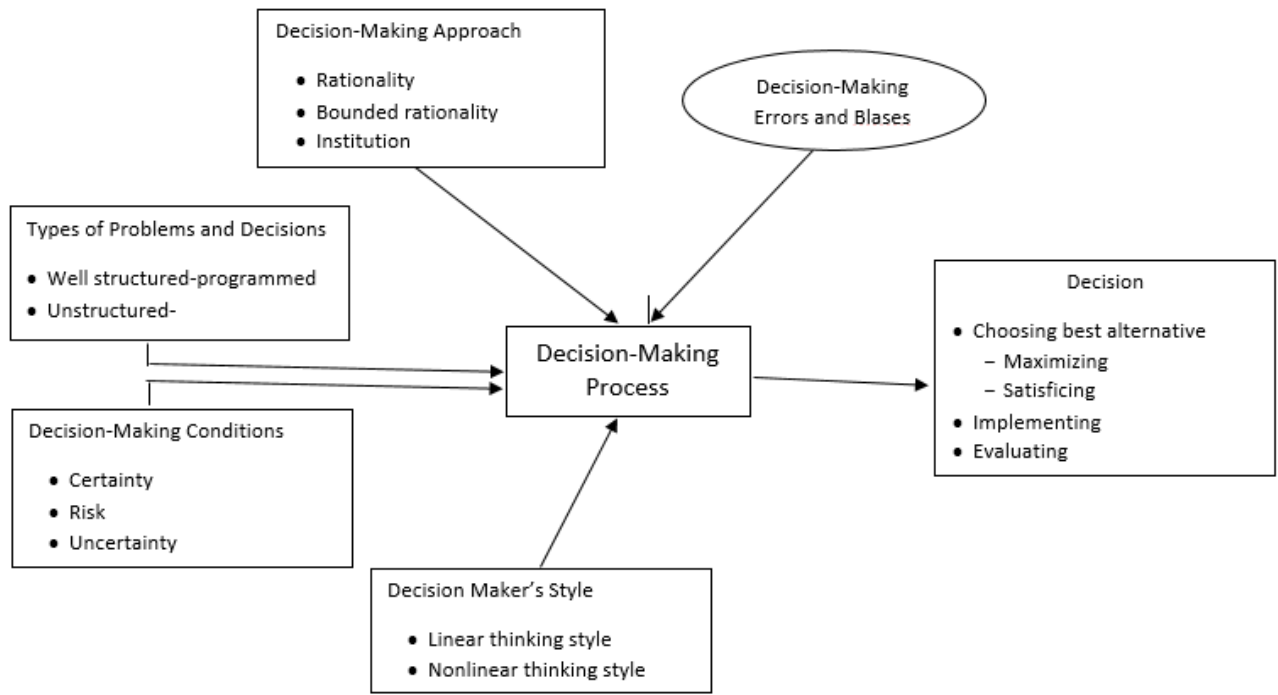 Decision-Making Approach
• Rationality
• Bounded rationality
• Institution
Decision-Making
Errors and Blases
Types of Problems and Decisions
• Well structured-programmed
• Unstructured-
Decision
• Choosing best alternative
– Maximizing
– Satisficing
• Implementing
• Evaluating
Decision-Making
Process
Decision-Making Conditions
• Certainty
• Risk
• Uncertainty
Decision Maker’s Style
• Linear thinking style
• Nonlinear thinking style